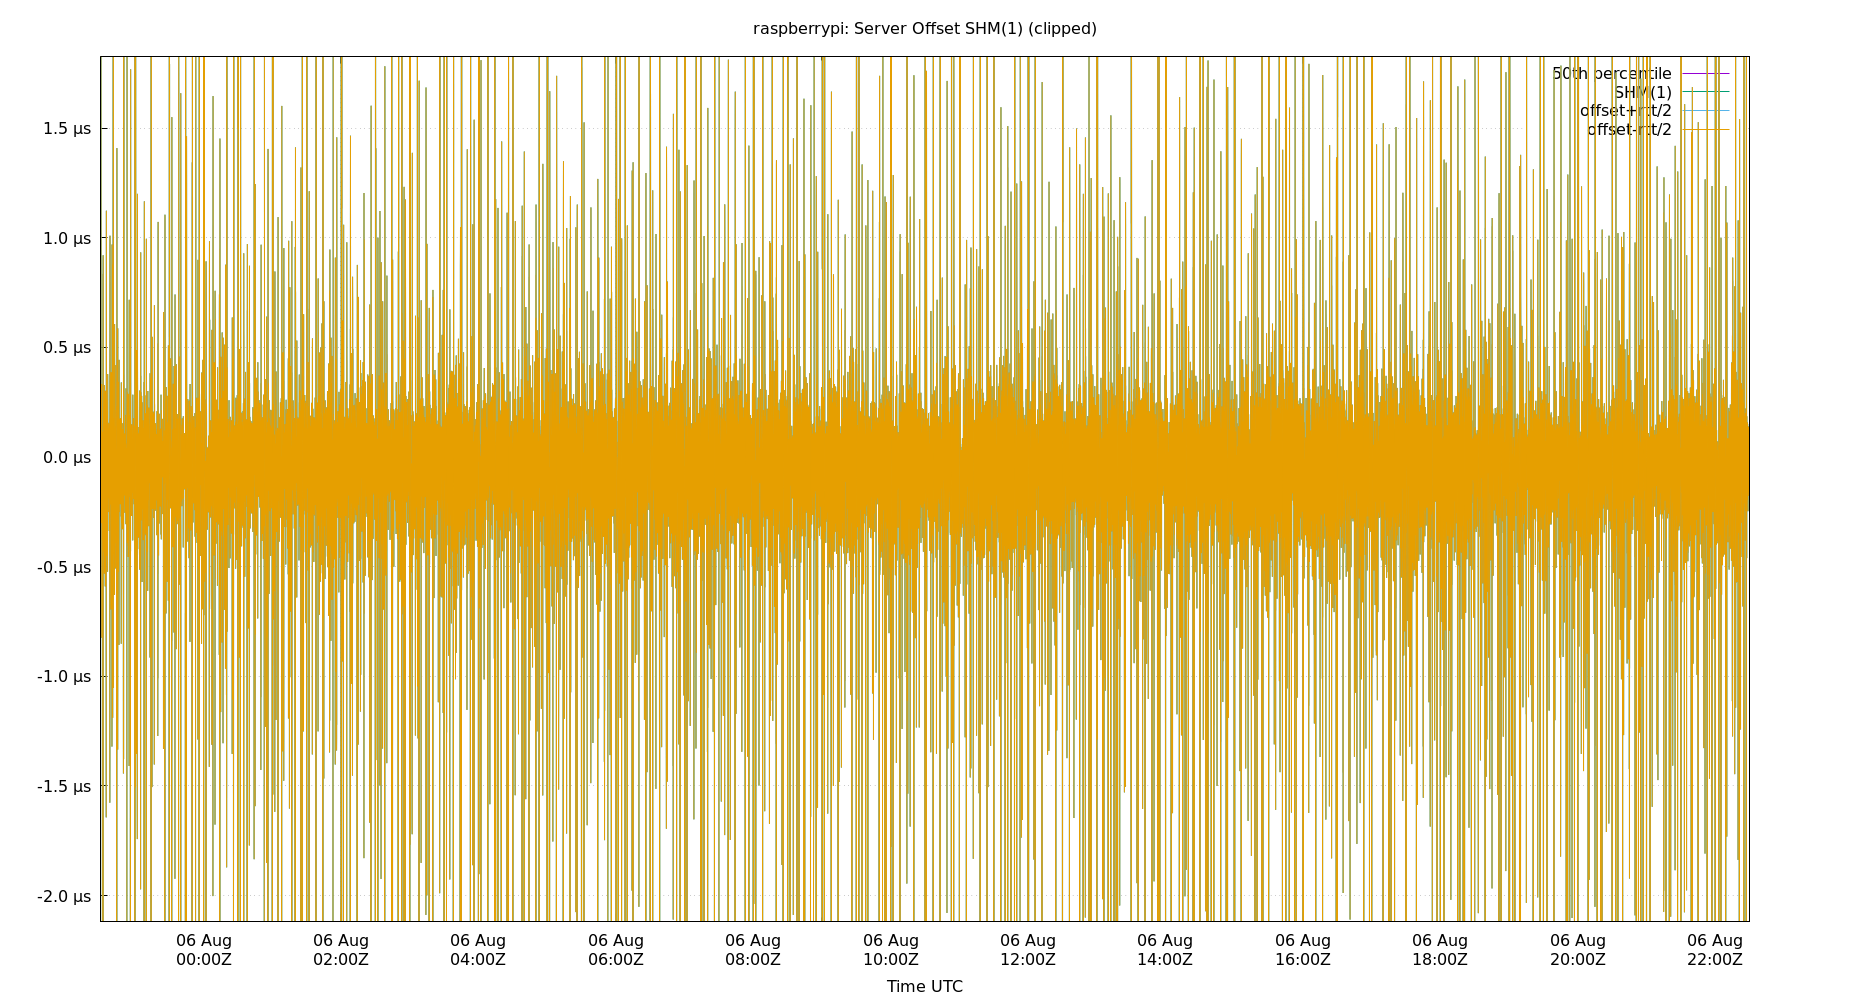 raspberrypi: Server Offset SHM(1) (clipped)
50th percentile
SHM(1)
offset+rtt/2
offset-rtt/2
1.5 µs
1.0 µs
0.5 µs
0.0 µs
-0.5 µs
-1.0 µs
-1.5 µs
-2.0 µs
06 Aug 06 Aug 06 Aug 06 Aug 06 Aug 06 Aug 06 Aug 06 Aug 06 Aug 06 Aug 06 Aug 06 Aug
00:00Z 02:00Z 04:00Z 06:00Z 08:00Z 10:00Z 12:00Z 14:00Z 16:00Z 18:00Z 20:00Z 22:00Z
Time UTC